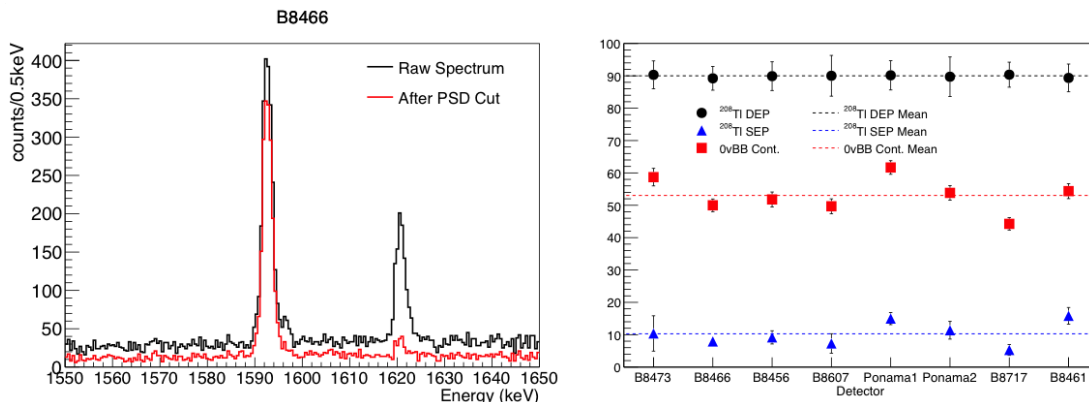 B8466
counts/0.5keV
400
350
300
250
200
150
100
50
0
Raw Spectrum
After PSD Cut
1550 1560 1570 1580 1590 1600 1610 1620 1630 1640 1650
Energy (keV)
100
90
80
70
60
50
40
30
20
10
0
²⁰⁸Tl DEP ²⁰⁸Tl DEP Mean
²⁰⁸Tl SEP ²⁰⁸Tl SEP Mean
0vBB Cont. 0vBB Cont. Mean
B8473 B8466 B8456 B8607 Ponama1 Ponama2 B8717 B8461
Detector